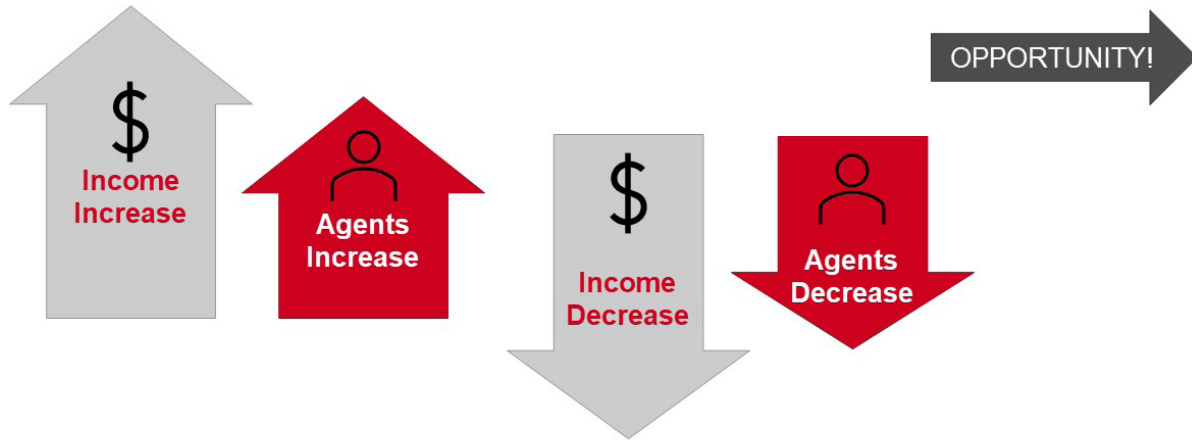 $
Income
Increase
Agents
Increase
$
Income
Decrease
Agents
Decrease
OPPORTUNITY!